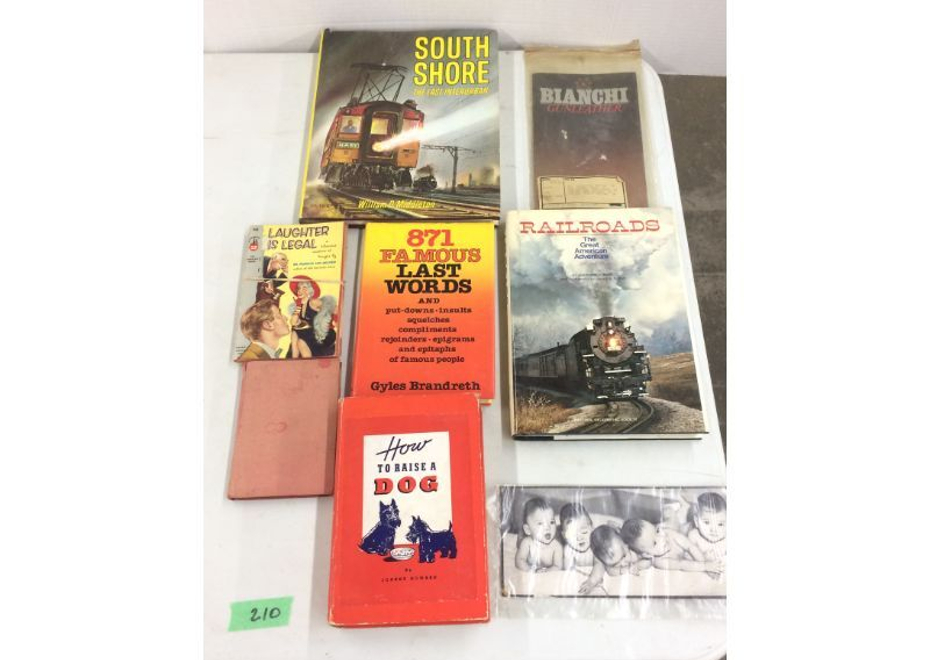 SOUTH
SHORE
THE LAST INTERURBAN
William D. Middleton
BIANCHI
GUNLEATHER
LAUGHTER
IS LEGAL
871
FAMOUS
LAST
WORDS
AND
put-downs·insults
squelches
compliments
rejoinders·epigrams
and epitaphs
of famous people
Gyles Brandreth
RAILROADS
The
Great
American
Adventure
How
TO RAISE A
DOG
By
210